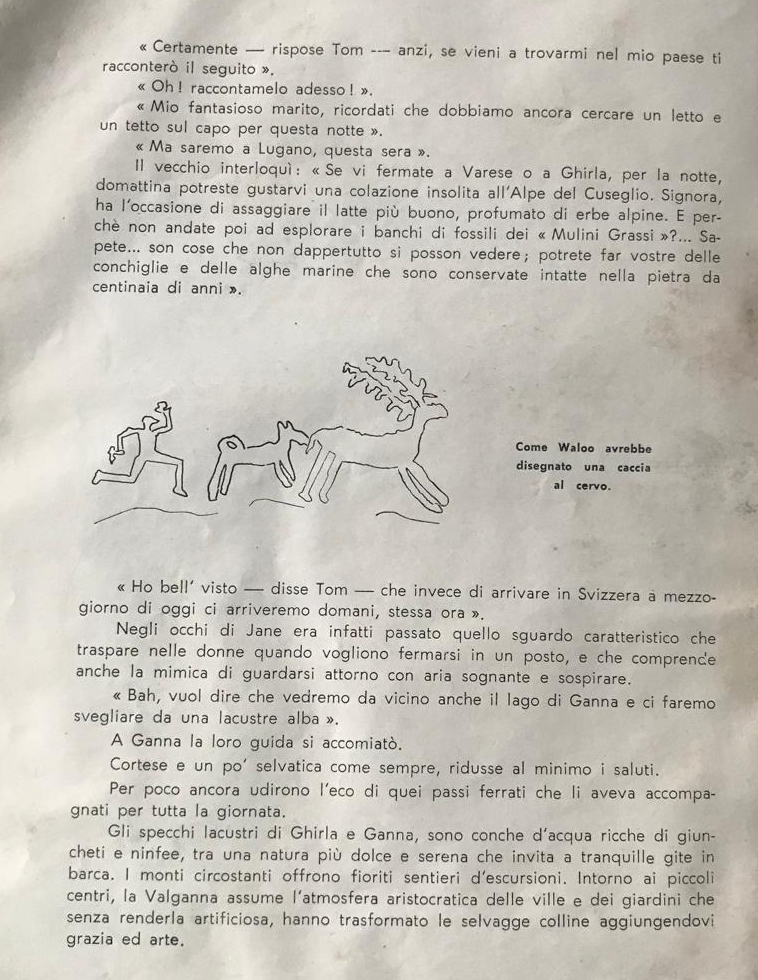 « Certamente — rispose Tom –– anzi, se vieni a trovarmi nel mio paese ti
racconterò il seguito ».
« Oh ! raccontamelo adesso ! ».
« Mio fantasioso marito, ricordati che dobbiamo ancora cercare un letto e
un tetto sul capo per questa notte ».
« Ma saremo a Lugano, questa sera ».
Il vecchio interloquì : « Se vi fermate a Varese o a Ghirla, per la notte,
domattina potreste gustarvi una colazione insolita all'Alpe del Cuseglio. Signora,
ha l'occasione di assaggiare il latte più buono, profumato di erbe alpine. E per-
chè non andate poi ad esplorare i banchi di fossili dei « Mulini Grassi »?... Sa-
pete... son cose che non dappertutto si posson vedere ; potrete far vostre delle
conchiglie e delle alghe marine che sono conservate intatte nella pietra da
centinaia di anni ».
Come Waloo avrebbe
disegnato una caccia
al cervo.
« Ho bell' visto — disse Tom — che invece di arrivare in Svizzera a mezzo-
giorno di oggi ci arriveremo domani, stessa ora ».
Negli occhi di Jane era infatti passato quello sguardo caratteristico che
traspare nelle donne quando vogliono fermarsi in un posto, e che comprende
anche la mimica di guardarsi attorno con aria sognante e sospirare.
« Bah, vuol dire che vedremo da vicino anche il lago di Ganna e ci faremo
svegliare da una lacustre alba ».
A Ganna la loro guida si accomiatò.
Cortese e un po' selvatica come sempre, ridusse al minimo i saluti.
Per poco ancora udirono l'eco di quei passi ferrati che li aveva accompa-
gnati per tutta la giornata.
Gli specchi lacustri di Ghirla e Ganna, sono conche d'acqua ricche di giun-
cheti e ninfee, tra una natura più dolce e serena che invita a tranquille gite in
barca. I monti circostanti offrono fioriti sentieri d'escursioni. Intorno ai piccoli
centri, la Valganna assume l'atmosfera aristocratica delle ville e dei giardini che
senza renderla artificiosa, hanno trasformato le selvagge colline aggiungendovi
grazia ed arte.